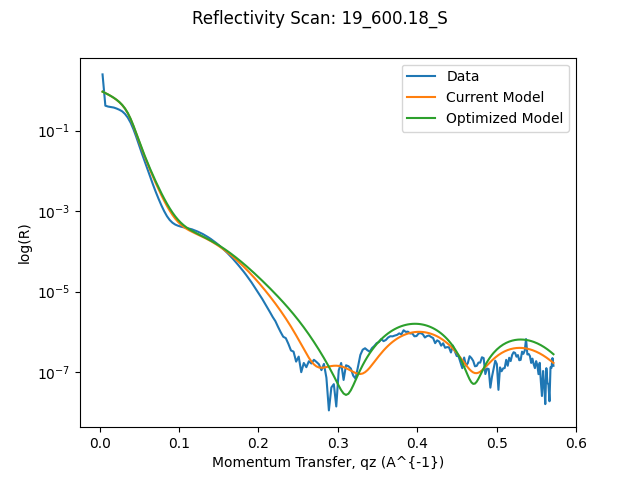 Reflectivity Scan: 19_600.18_S
Data
Current Model
Optimized Model
log(R)
10⁻¹
10⁻³
10⁻⁵
10⁻⁷
0.0 0.1 0.2 0.3 0.4 0.5 0.6
Momentum Transfer, qz (A^{-1})